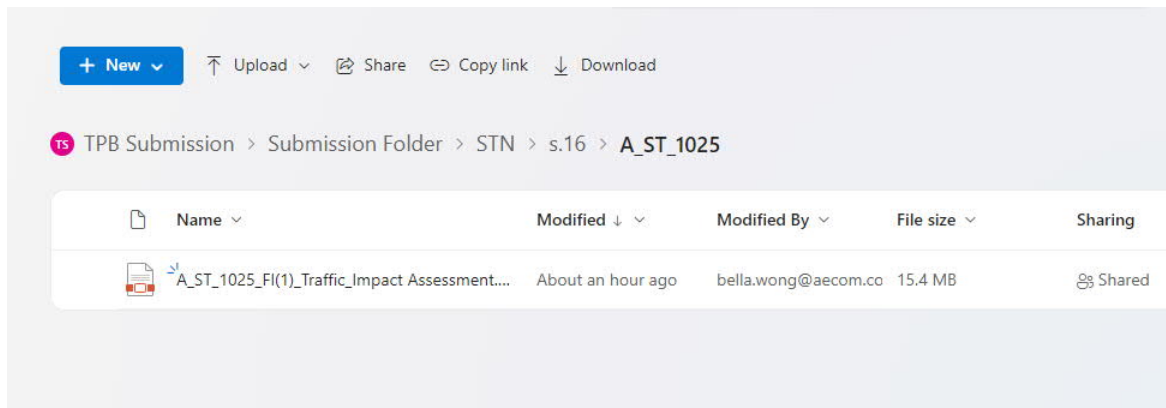 + New Upload Share Copy link Download
TS TPB Submission > Submission Folder > STN > s.16 > A_ST_1025
Name Modified ↓ Modified By File size Sharing
A_ST_1025_FI(1)_Traffic_Impact Assessment.... About an hour ago bella.wong@aecom.co 15.4 MB Shared